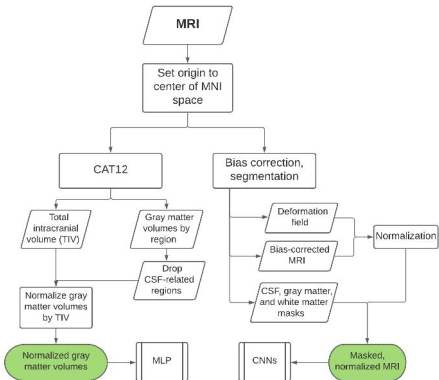 MRI
Set origin to
center of MNI
space
CAT12
Bias correction,
segmentation
Total
intracranial
volume (TIV)
Gray matter
volumes by
region
Deformation
field
Normalization
Bias-corrected
MRI
Drop
CSF-related
regions
Normalize gray
matter volumes
by TIV
CSF, gray matter,
and white matter
masks
Normalized gray
matter volumes
MLP
CNNs
Masked,
normalized MRI